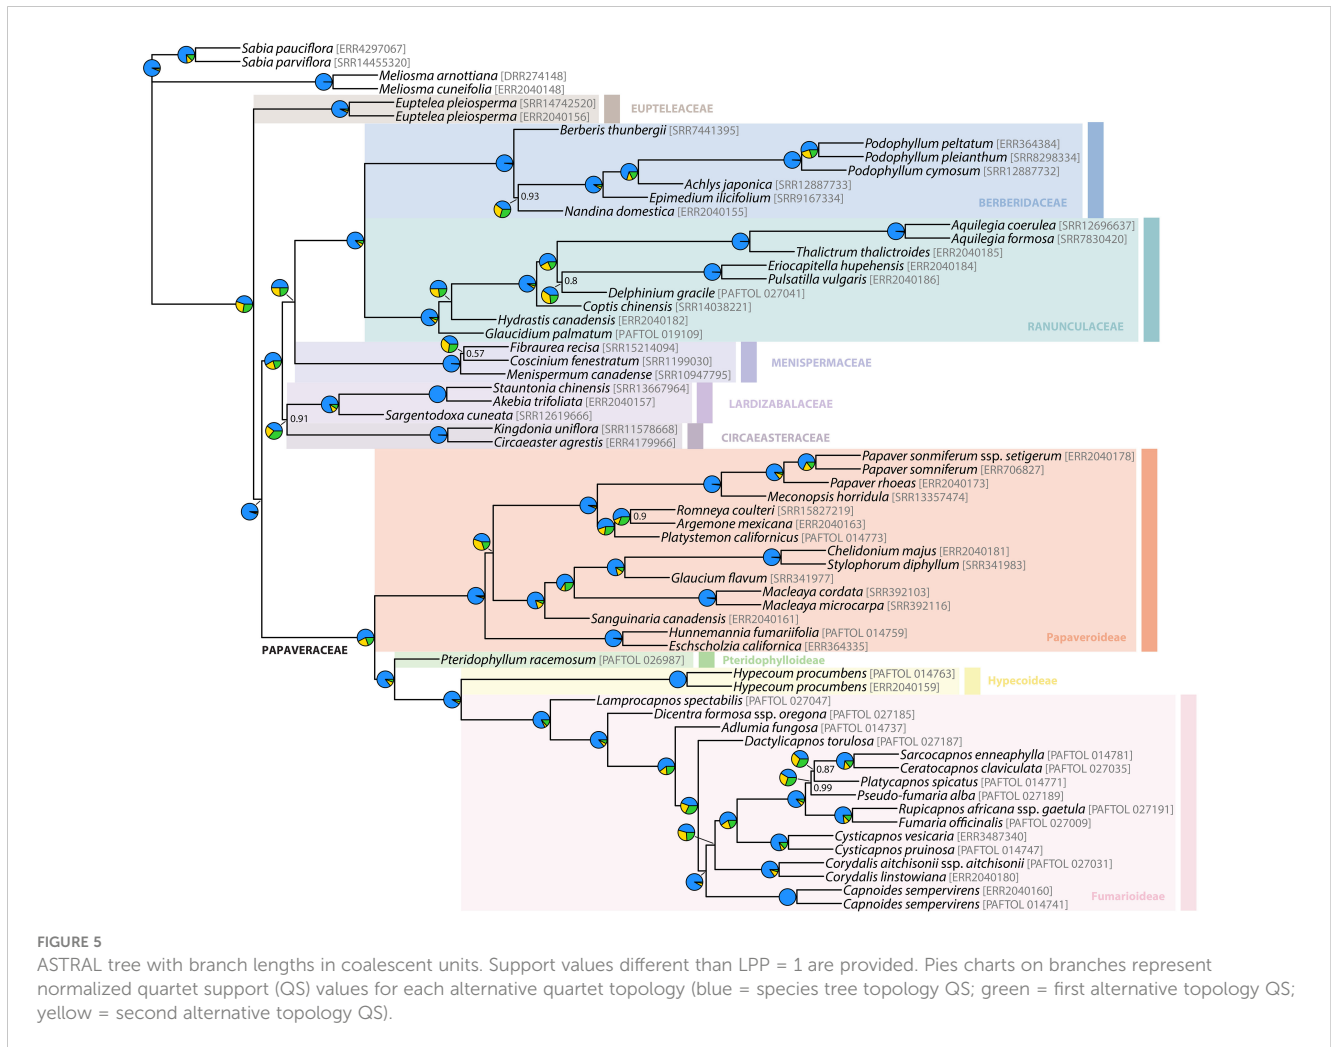 Sabia pauciflora [ERR4297067]
Sabia parviflora [SRR14455320]
Meliosma arnottiana [DRR274148]
Meliosma cuneifolia [ERR2040148]
Euptelea pleiosperma [SRR14742520]
EUPTELEACEAE
Euptelea pleiosperma [ERR2040156]
Berberis thunbergii [SRR7441395]
Podophyllum peltatum [ERR364384]
Podophyllum pleianthum [SRR8298334]
Podophyllum cymosum [SRR12887732]
Achlys japonica [SRR12887733]
0.93
Epimedium ilicifolium [SRR9167334]
BERBERIDACEAE
Nandina domestica [ERR2040155]
Aquilegia coerulea [SRR12696637]
Aquilegia formosa [SRR7830420]
Thalictrum thalictroides [ERR2040185]
Eriocapitella hupehensis [ERR2040184]
0.8
Pulsatilla vulgaris [ERR2040186]
Delphinium gracile [PAFTOL 027041]
Coptis chinensis [SRR14038221]
Hydrastis canadensis [ERR2040182]
RANUNCULACEAE
Glaucidium palmatum [PAFTOL 019109]
Fibraurea recisa [SRR15214094]
0.57
Coscinium fenestratum [SRR1199030]
MENISPERMACEAE
Menispermum canadense [SRR10947795]
Stauntonia chinensis [SRR13667964]
Akebia trifoliata [ERR2040157]
LARDIZABALACEAE
Sargentodoxa cuneata [SRR12619666]
0.91
Kingdonia uniflora [SRR11578668]
CIRCAEASTERACEAE
Circaeaster agrestis [ERR4179966]
Papaver sonmiferum ssp. setigerum [ERR2040178]
Papaver somniferum [ERR706827]
Papaver rhoeas [ERR2040173]
Meconopsis horridula [SRR13357474]
Romneya coulteri [SRR15827219]
0.9
Argemone mexicana [ERR2040163]
Platystemon californicus [PAFTOL 014773]
Chelidonium majus [ERR2040181]
Stylophorum diphyllum [SRR341983]
Glaucium flavum [SRR341977]
Macleaya cordata [SRR392103]
Macleaya microcarpa [SRR392116]
Sanguinaria canadensis [ERR2040161]
Hunnemannia fumariifolia [PAFTOL 014759]
Papaveroideae
Eschscholzia californica [ERR364335]
PAPAVERACEAE
Pteridophyllum racemosum [PAFTOL 026987]
Pteridophylloideae
Hypecoum procumbens [PAFTOL 014763]
Hypecoideae
Hypecoum procumbens [ERR2040159]
Lamprocapnos spectabilis [PAFTOL 027047]
Dicentra formosa ssp. oregona [PAFTOL 027185]
Adlumia fungosa [PAFTOL 014737]
Dactylicapnos torulosa [PAFTOL 027187]
Sarcocapnos enneaphylla [PAFTOL 014781]
0.87
Ceratocapnos claviculata [PAFTOL 027035]
Platycapnos spicatus [PAFTOL 014771]
0.99
Pseudo-fumaria alba [PAFTOL 027189]
Rupicapnos africana ssp. gaetula [PAFTOL 027191]
Fumaria officinalis [PAFTOL 027009]
Cysticapnos vesicaria [ERR3487340]
Cysticapnos pruinosa [PAFTOL 014747]
Corydalis aitchisonii ssp. aitchisonii [PAFTOL 027031]
Corydalis linstowiana [ERR2040180]
Capnoides sempervirens [ERR2040160]
Fumarioideae
Capnoides sempervirens [PAFTOL 014741]
FIGURE 5
ASTRAL tree with branch lengths in coalescent units. Support values different than LPP = 1 are provided. Pies charts on branches represent
normalized quartet support (QS) values for each alternative quartet topology (blue = species tree topology QS; green = first alternative topology QS;
yellow = second alternative topology QS).